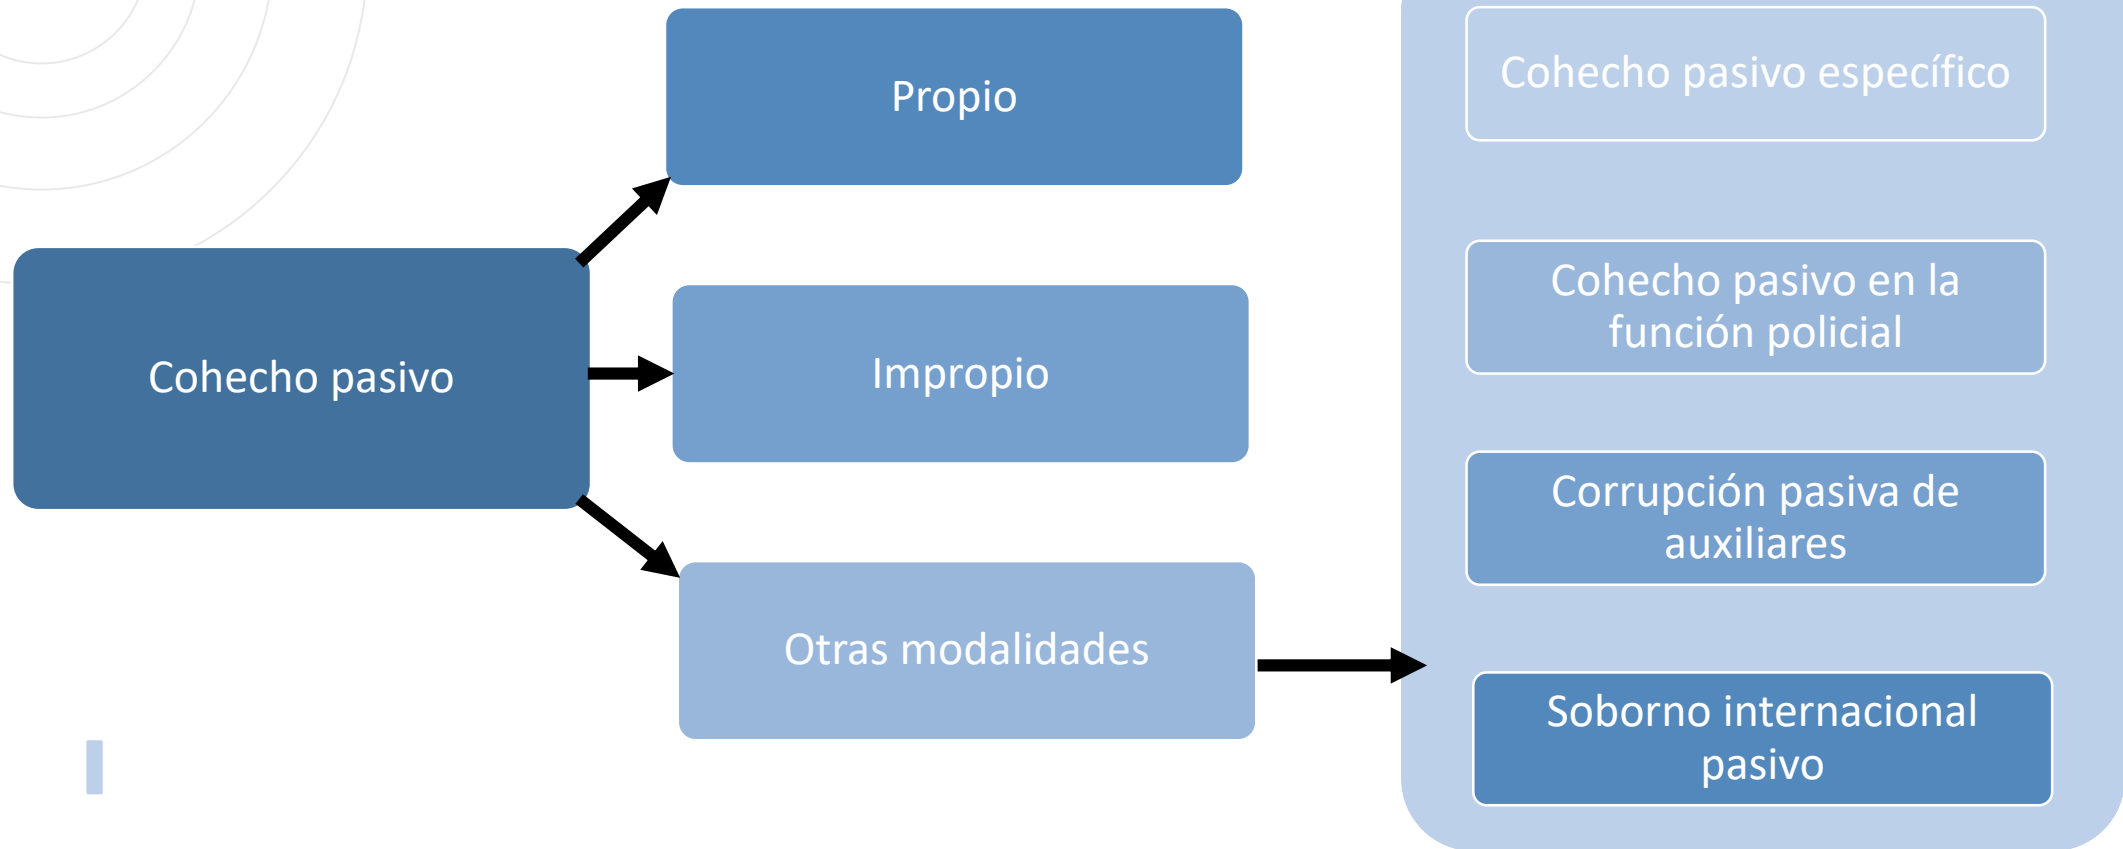 Cohecho pasivo
Propio
Impropio
Otras modalidades
Cohecho pasivo específico
Cohecho pasivo en la
función policial
Corrupción pasiva de
auxiliares
Soborno internacional
pasivo